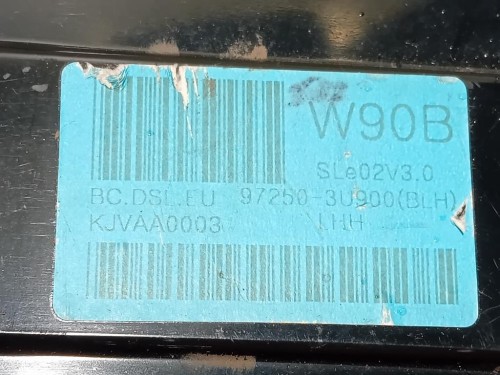 W90B
SLe02V3.0
BC.DSL.EU 97250-3U900(BLH)
KJVAA0003 LHH